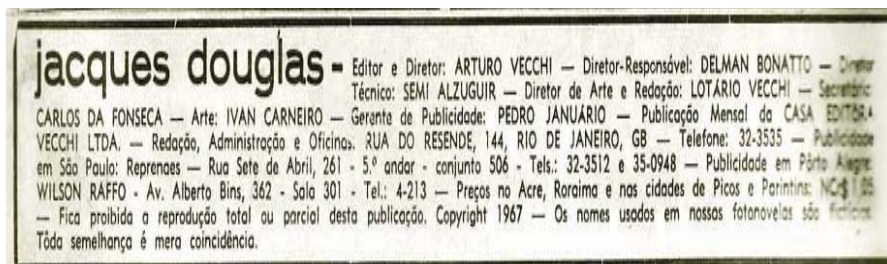 jacques douglas - Editor e Diretor: ARTURO VECCHI — Diretor-Responsável: DELMAN BONATTO — Diretor
Técnico: SEMI ALZUGUIR — Diretor de Arte e Redação: LOTÁRIO VECCHI — Secretário:
CARLOS DA FONSECA — Arte: IVAN CARNEIRO — Gerente de Publicidade: PEDRO JANUÁRIO — Publicação Mensal da CASA EDITORA
VECCHI LTDA. — Redação, Administração e Oficinas: RUA DO RESENDE, 144, RIO DE JANEIRO, GB — Telefone: 32-3535 — Publicidade
em São Paulo: Reprenaes — Rua Sete de Abril, 261 - 5.º andar - conjunto 506 - Tels.: 32-3512 e 35-0948 — Publicidade em Pôrto Alegre:
WILSON RAFFO - Av. Alberto Bins, 362 - Sala 301 - Tel.: 4-213 — Preços no Acre, Roraima e nas cidades de Picos e Parintins: NCr$ 1,05
— Fica proibida a reprodução total ou parcial desta publicação. Copyright 1967 — Os nomes usados em nossas fotonovelas são fictícios.
Tôda semelhança é mera coincidência.